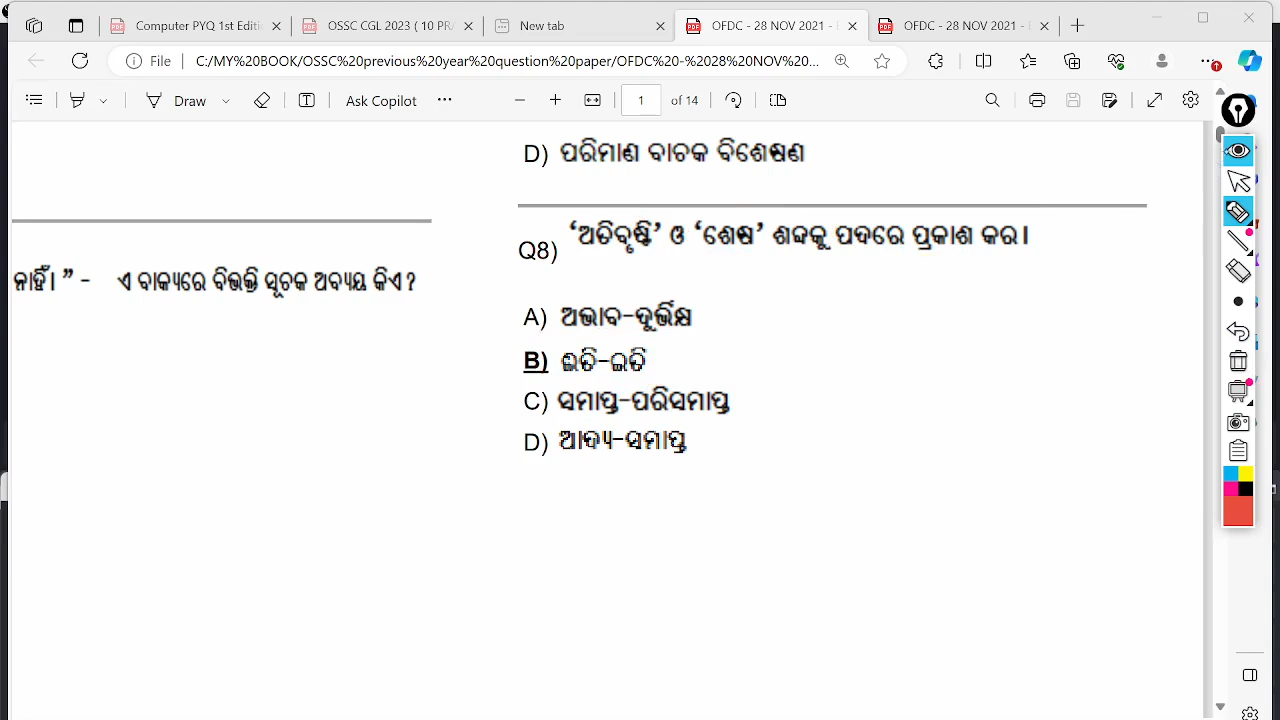 Computer PYQ 1st Editi
OSSC CGL 2023 ( 10 PR
New tab
OFDC - 28 NOV 2021 -
OFDC - 28 NOV 2021 -
File
C:/MY%20BOOK/OSSC%20previous%20year%20question%20paper/OFDC%20-%2028%20NOV%20...
Draw
Ask Copilot
1
of 14
D) ପରିମାଣ ବାଚକ ବିଶେଷଣ
ନାହିଁ। ” - ଏ ବାକ୍ୟରେ ବିଭକ୍ତି ସୂଚକ ଅବ୍ୟୟ କିଏ ?
Q8) ‘ଅତିବୃଷ୍ଟି’ ଓ ‘ଶେଷ’ ଶବ୍ଦକୁ ପଦରେ ପ୍ରକାଶ କର ।
A) ଅଭାବ-ଦୁର୍ଭିକ୍ଷ
B) ଈତି-ଇତି
C) ସମାପ୍ତ-ପରିସମାପ୍ତ
D) ଆଦ୍ୟ-ସମାପ୍ତ